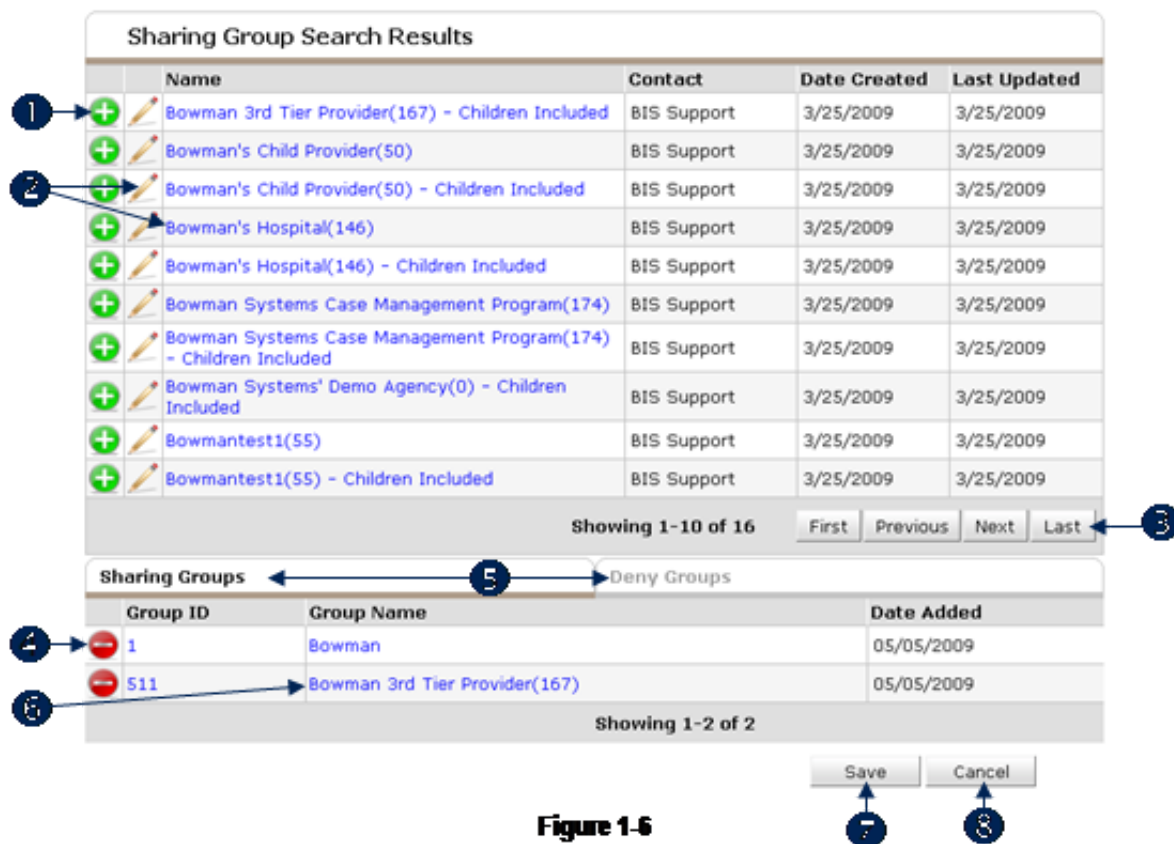 Sharing Group Search Results
Name Contact Date Created Last Updated
1 Bowman 3rd Tier Provider(167) - Children Included BIS Support 3/25/2009 3/25/2009
Bowman's Child Provider(50) BIS Support 3/25/2009 3/25/2009
2 Bowman's Child Provider(50) - Children Included BIS Support 3/25/2009 3/25/2009
Bowman's Hospital(146) BIS Support 3/25/2009 3/25/2009
Bowman's Hospital(146) - Children Included BIS Support 3/25/2009 3/25/2009
Bowman Systems Case Management Program(174) BIS Support 3/25/2009 3/25/2009
Bowman Systems Case Management Program(174)
- Children Included BIS Support 3/25/2009 3/25/2009
Bowman Systems' Demo Agency(0) - Children
Included BIS Support 3/25/2009 3/25/2009
Bowmantest1(55) BIS Support 3/25/2009 3/25/2009
Bowmantest1(55) - Children Included BIS Support 3/25/2009 3/25/2009
Showing 1-10 of 16 First Previous Next Last 3
Sharing Groups 5 Deny Groups
Group ID Group Name Date Added
4 1 Bowman 05/05/2009
6 511 Bowman 3rd Tier Provider(167) 05/05/2009
Showing 1-2 of 2
Save Cancel
7 8
Figure 1-6